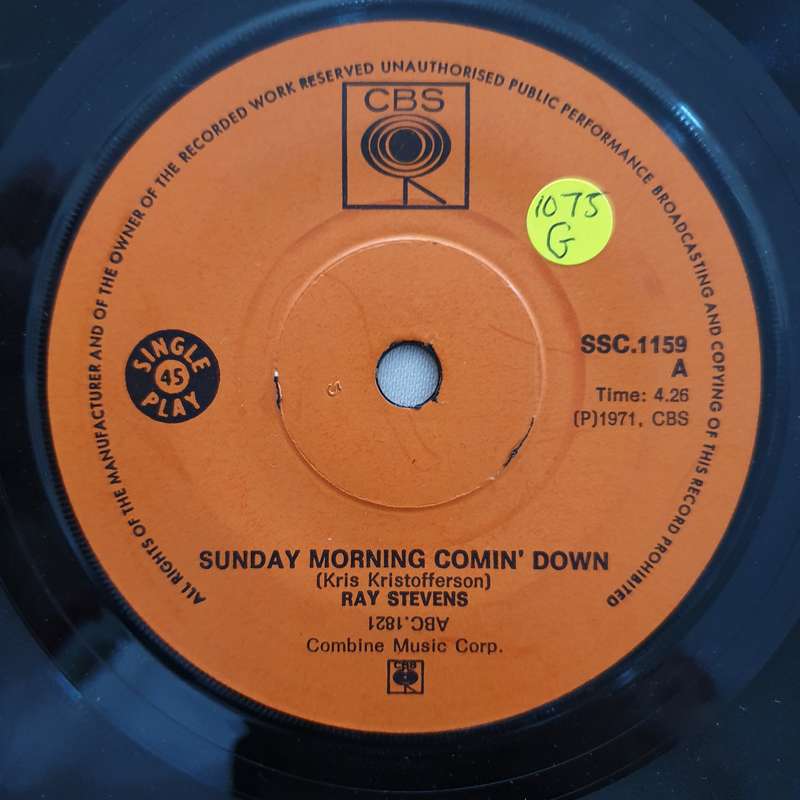 ALL RIGHTS OF THE MANUFACTURER AND OF THE OWNER OF THE RECORDED WORK RESERVED UNAUTHORISED PUBLIC PERFORMANCE BROADCASTING AND COPYING OF THIS RECORD PROHIBITED
CBS
1075
G
SINGLE
45
PLAY
SSC.1159
A
Time: 4.26
(P)1971, CBS
SUNDAY MORNING COMIN' DOWN
(Kris Kristofferson)
RAY STEVENS
ABC.1821
Combine Music Corp.
CBS